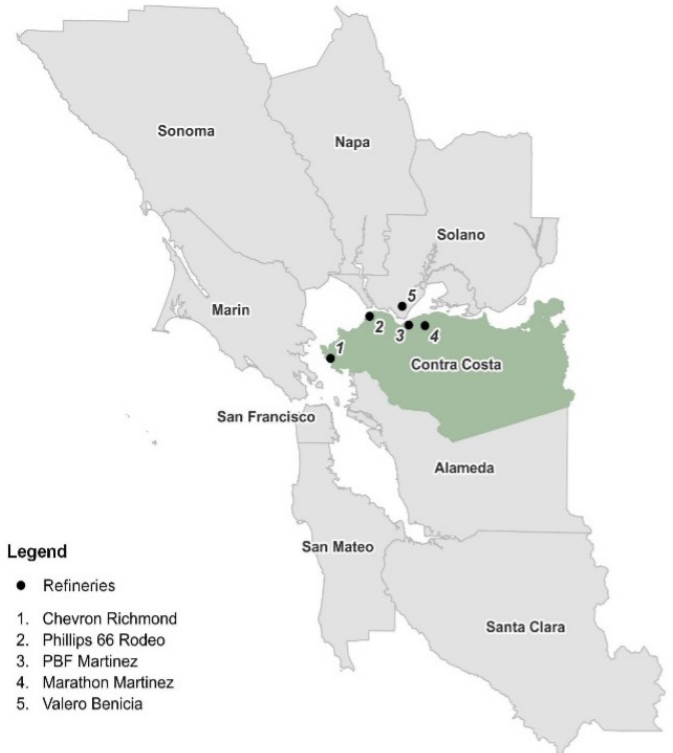 Sonoma
Napa
Solano
Marin
5
2
3
4
1
Contra Costa
San Francisco
Alameda
San Mateo
Santa Clara
Legend
Refineries
1. Chevron Richmond
2. Phillips 66 Rodeo
3. PBF Martinez
4. Marathon Martinez
5. Valero Benicia